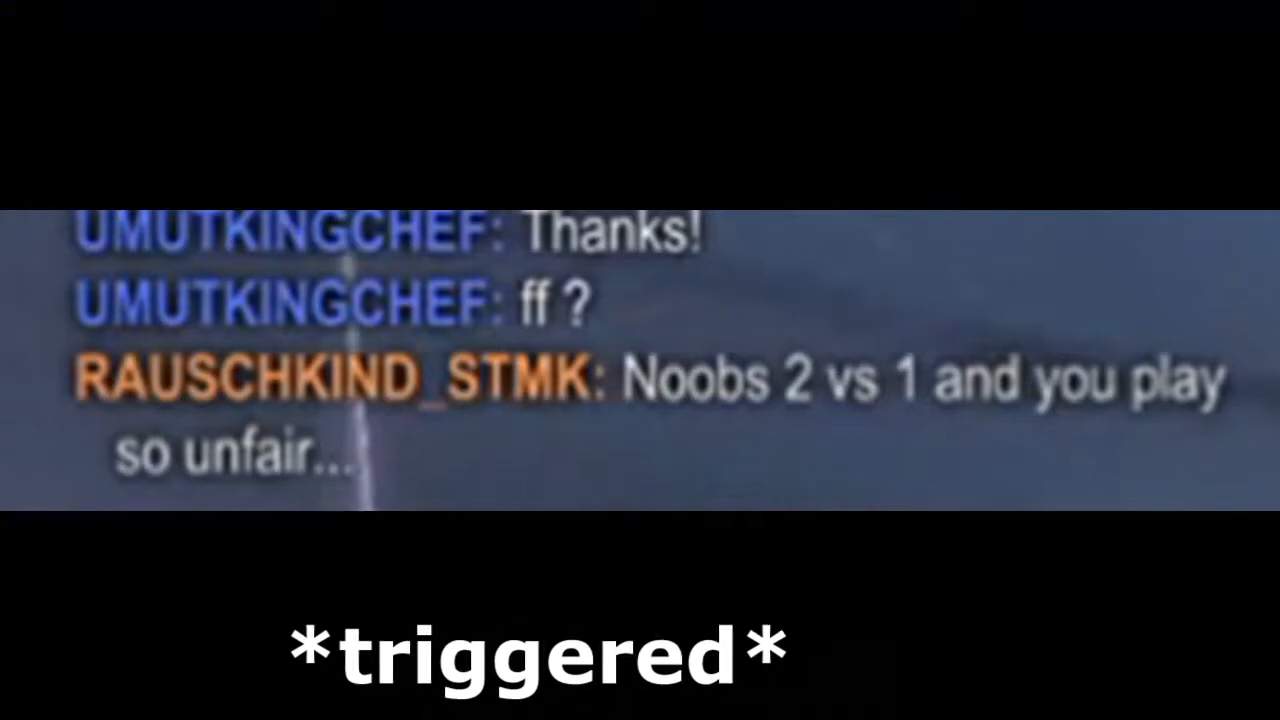 UMUTKINGCHEF: Thanks!
UMUTKINGCHEF: ff ?
RAUSCHKIND_STMK: Noobs 2 vs 1 and you play
so unfair...
*triggered*